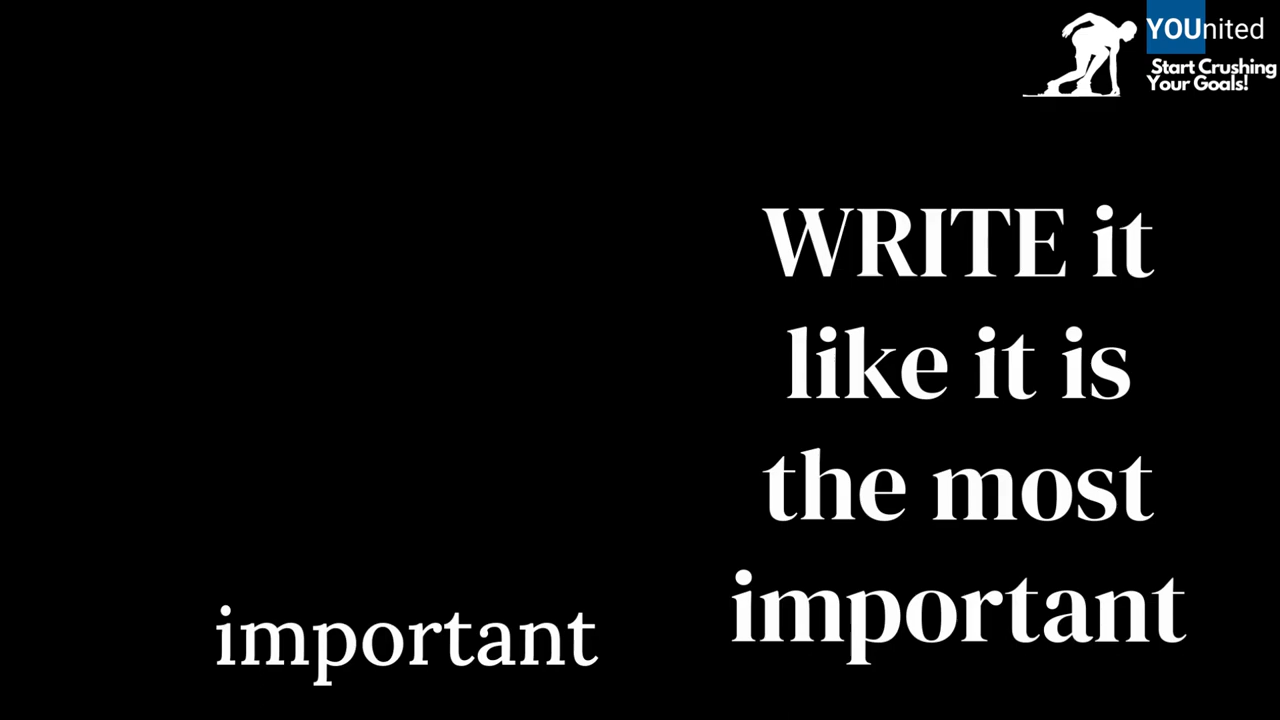 YOUnited
Start Crushing
Your Goals!
WRITE it
like it is
the most
important
important